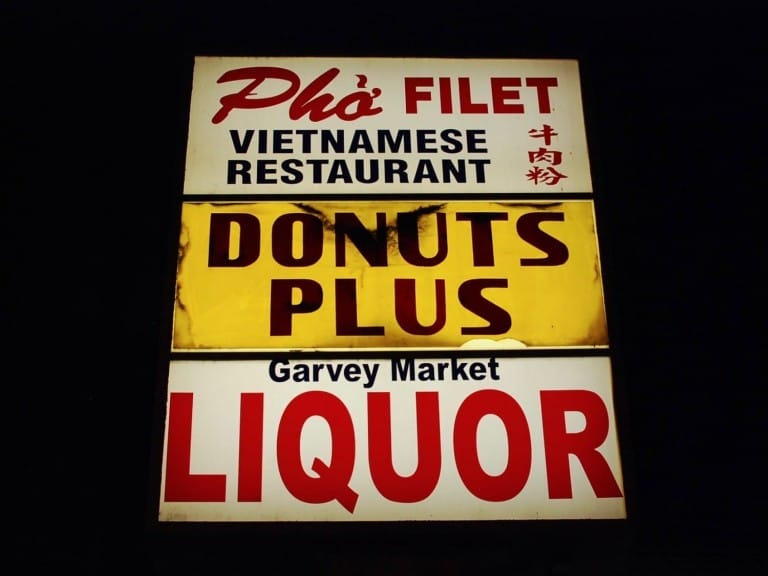 Phở FILET
VIETNAMESE
RESTAURANT
牛肉粉
DONUTS
PLUS
Garvey Market
LIQUOR